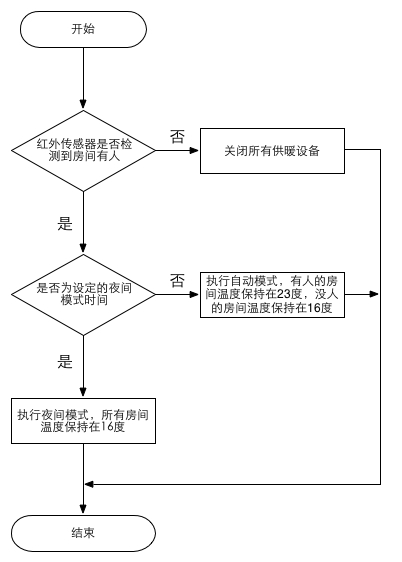 开始
红外传感器是否检
测到房间有人
否
关闭所有供暖设备
是
是否为设定的夜间
模式时间
否
执行自动模式，有人的房
间温度保持在23度，没人
的房间温度保持在16度
是
执行夜间模式，所有房间
温度保持在16度
结束